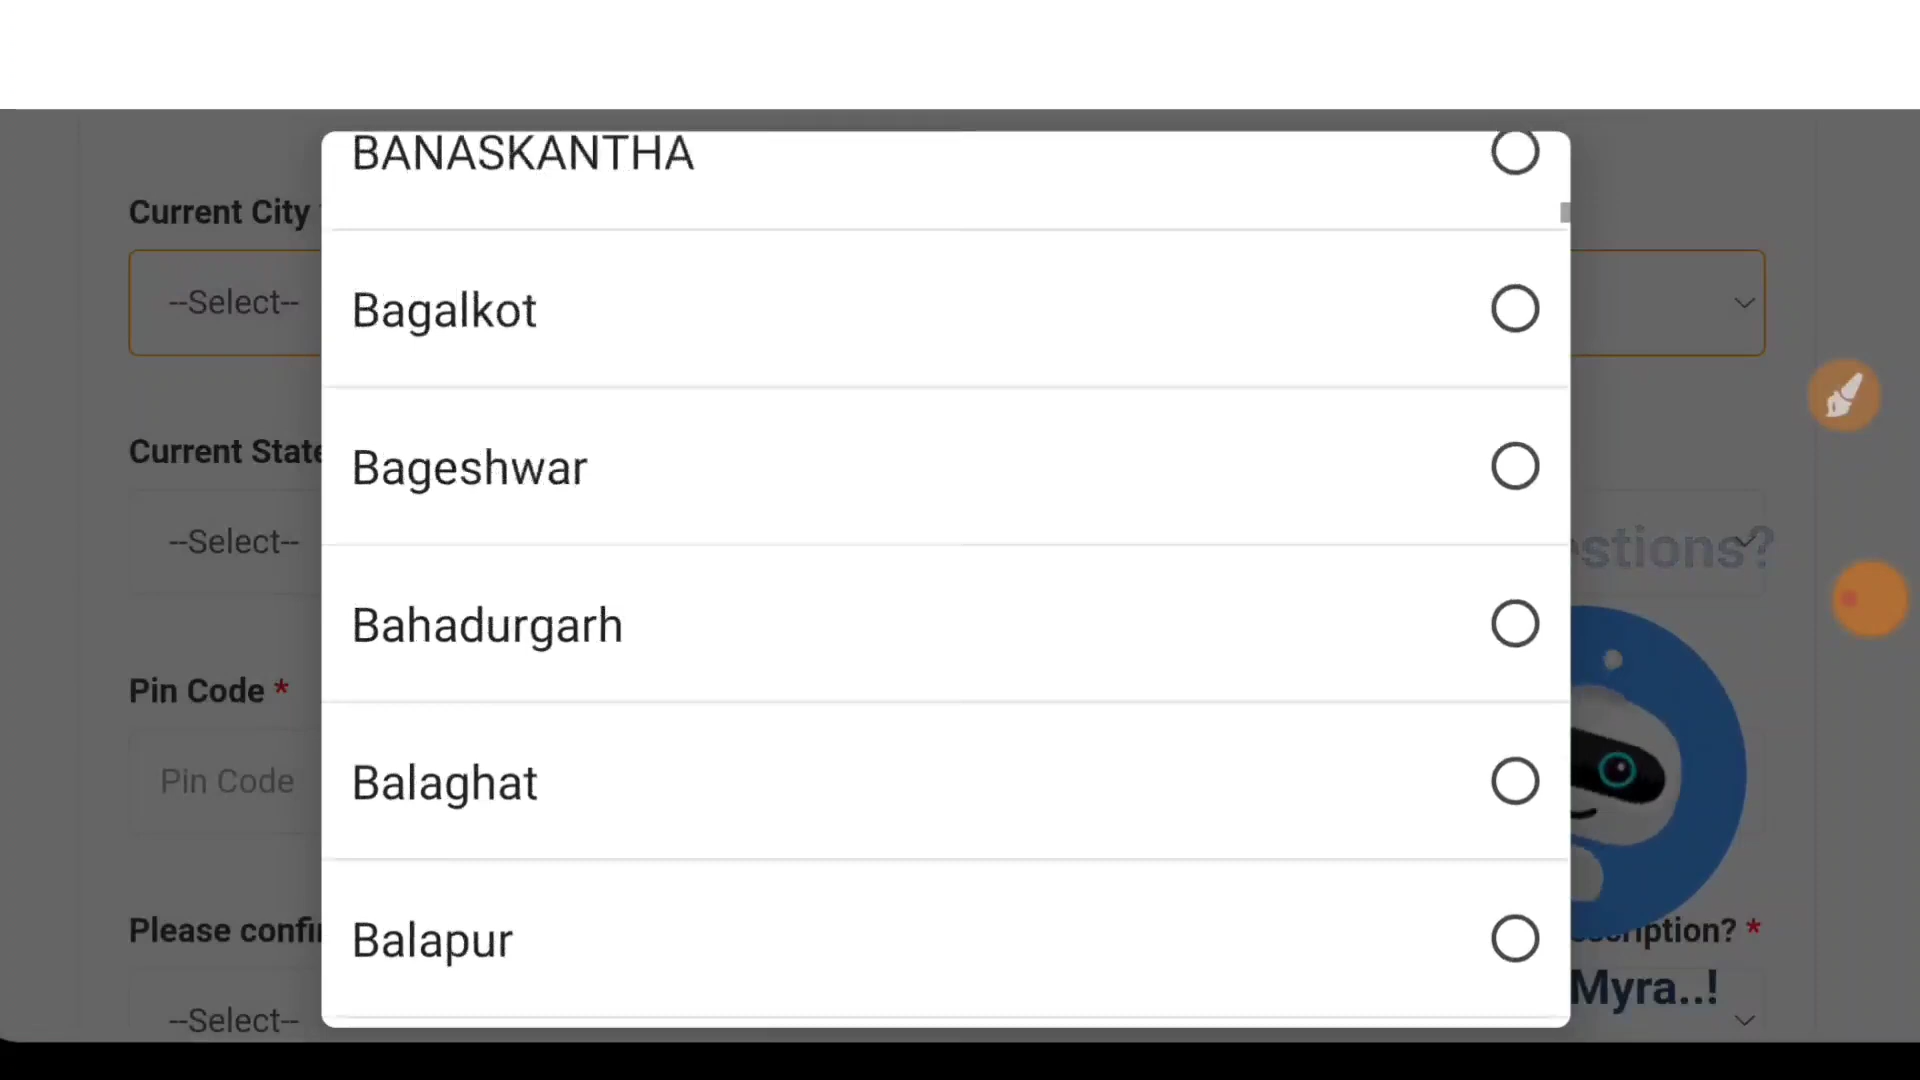 BANASKANTHA
Current City
--Select--
Bagalkot
Current State
Bageshwar
--Select--
Bahadurgarh
Pin Code *
Pin Code
Balaghat
Please
Balapur
--Select--
Myra..!